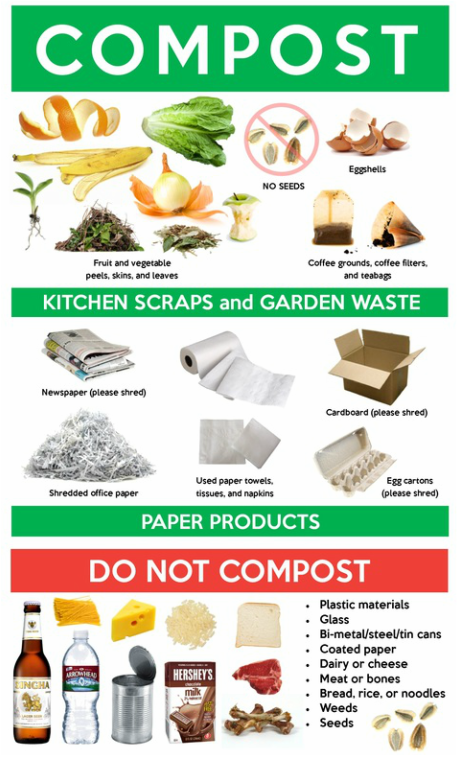 COMPOST
NO SEEDS
Eggshells
Fruit and vegetable
peels, skins, and leaves
Coffee grounds, coffee filters,
and teabags
KITCHEN SCRAPS and GARDEN WASTE
Newspaper (please shred)
Cardboard (please shred)
Shredded office paper
Used paper towels,
tissues, and napkins
Egg cartons
(please shred)
PAPER PRODUCTS
DO NOT COMPOST
SINGHA
ARROWHEAD
HERSHEY'S
milk
• Plastic materials
• Glass
• Bi-metal/steel/tin cans
• Coated paper
• Dairy or cheese
• Meat or bones
• Bread, rice, or noodles
• Weeds
• Seeds